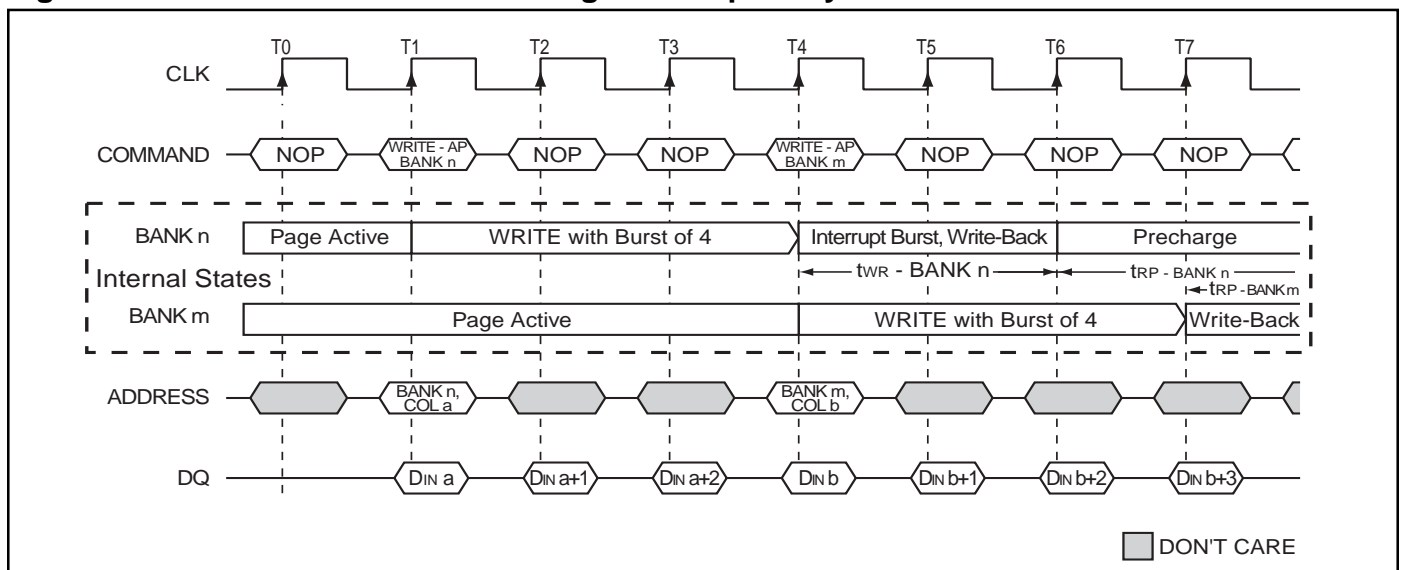 T0 T1 T2 T3 T4 T5 T6 T7
CLK
COMMAND NOP WRITE - AP BANK n NOP NOP WRITE - AP BANK m NOP NOP NOP
BANK n Page Active WRITE with Burst of 4 Interrupt Burst, Write-Back Precharge
Internal States tWR - BANK n tRP - BANK n
tRP - BANK m
BANK m Page Active WRITE with Burst of 4 Write-Back
ADDRESS BANK n, COL a BANK m, COL b
DQ DIN a DIN a+1 DIN a+2 DIN b DIN b+1 DIN b+2 DIN b+3
DON'T CARE